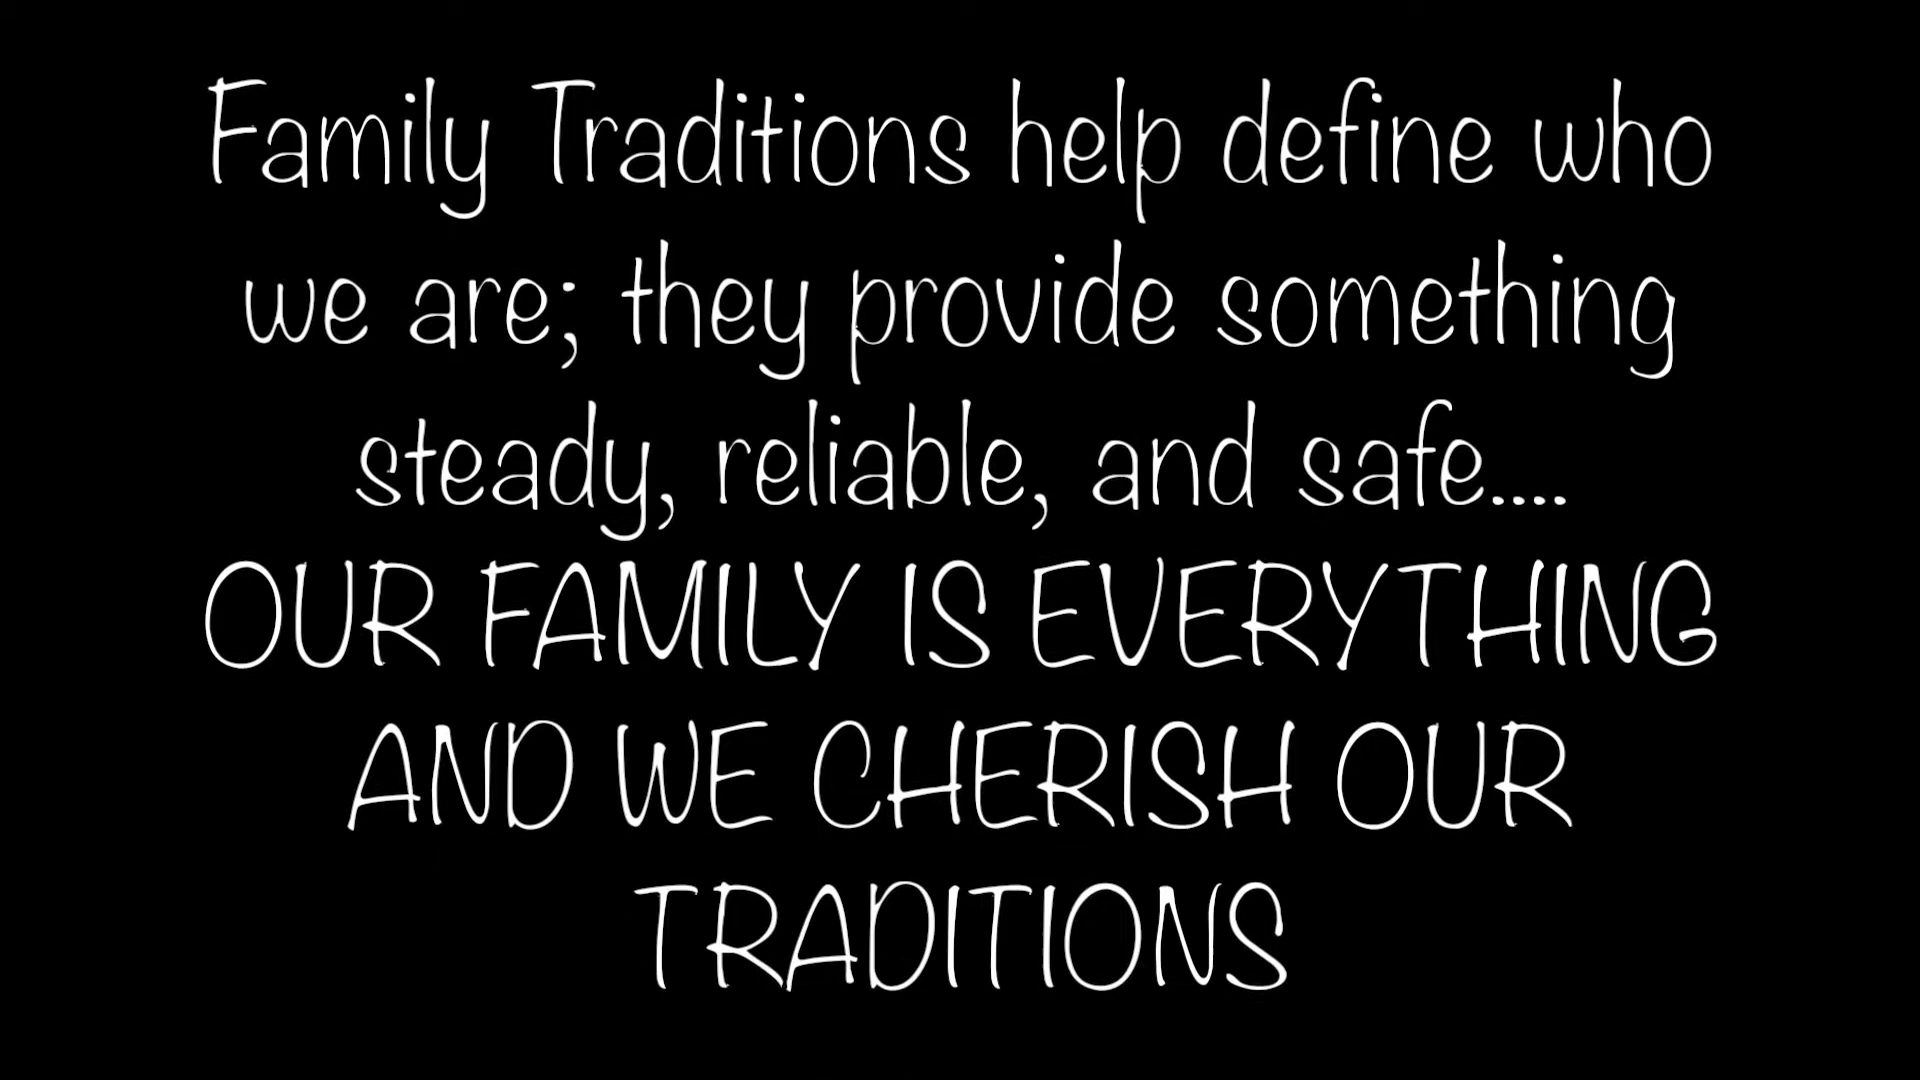 Family Traditions help define who
we are; they provide something
steady, reliable, and safe....
OUR FAMILY IS EVERYTHING
AND WE CHERISH OUR
TRADITIONS